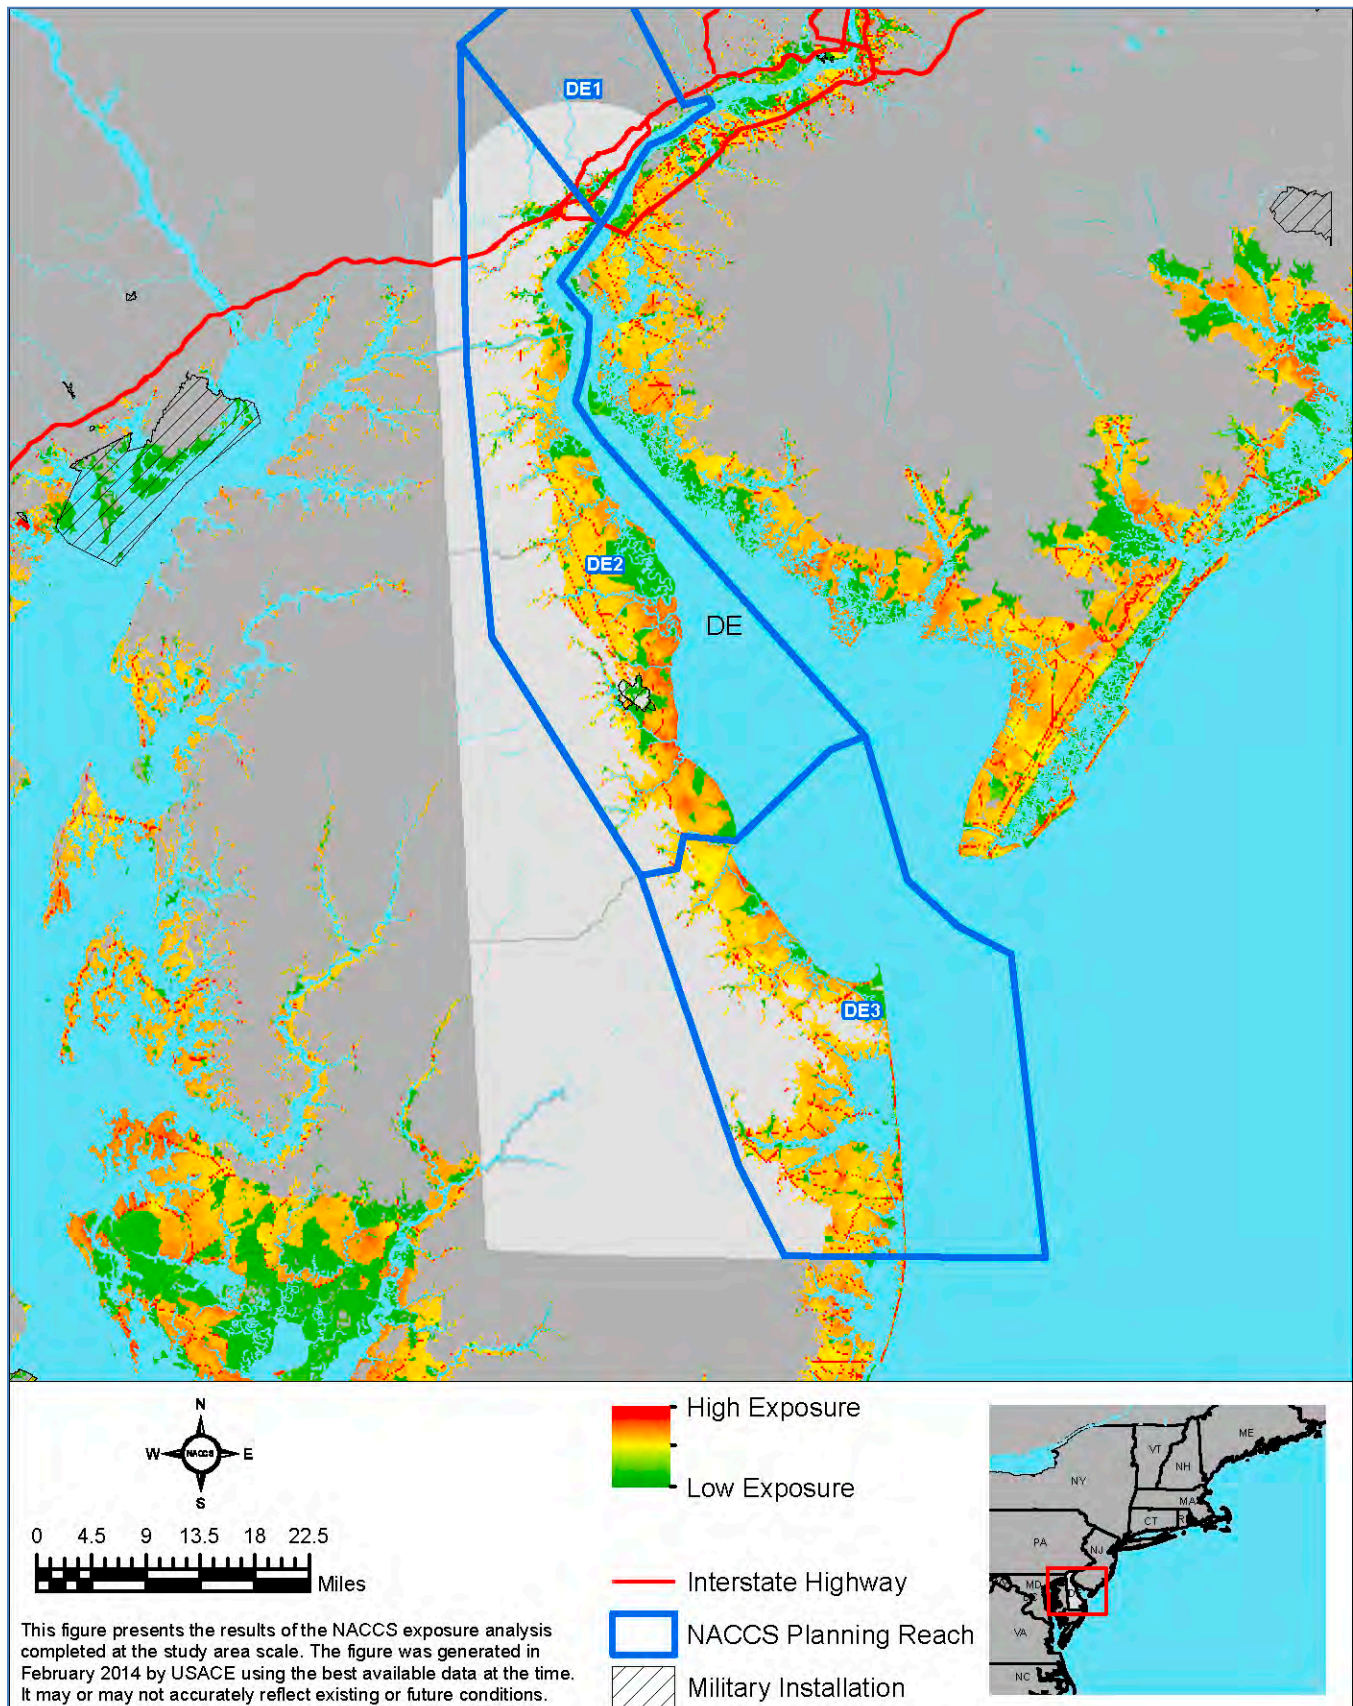 DE1
DE2
DE
DE3
N
W NACCS E
S
0 4.5 9 13.5 18 22.5
Miles
This figure presents the results of the NACCS exposure analysis
completed at the study area scale. The figure was generated in
February 2014 by USACE using the best available data at the time.
It may or may not accurately reflect existing or future conditions.
High Exposure
Low Exposure
Interstate Highway
NACCS Planning Reach
Military Installation
ME
VT
NH
NY
MA
CT
PA
NJ
MD
VA
NC